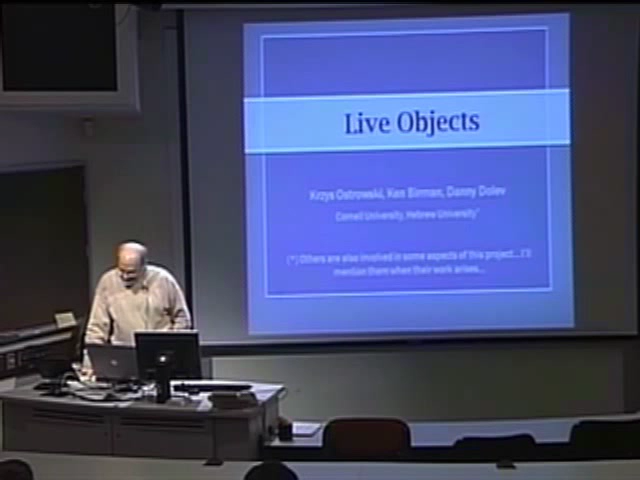 Live Objects
Krzys Ostrowski, Ken Birman, Danny Dolev
Cornell University, Hebrew University*
(*) Others are also involved in some aspects of this project...I'll
mention them when their work arises...